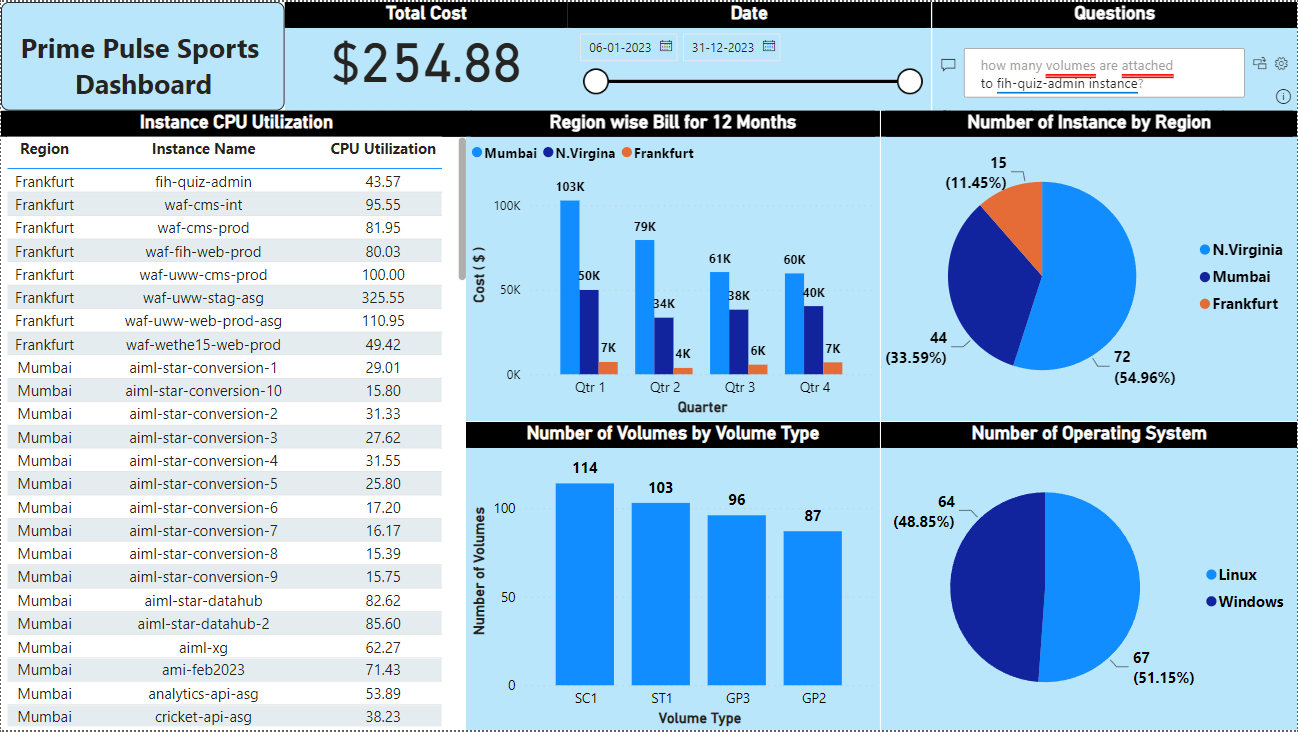 Prime Pulse Sports
Dashboard
Total Cost
$254.88
Date
06-01-2023 31-12-2023
Questions
how many volumes are attached
to fih-quiz-admin instance?
Instance CPU Utilization
Region Instance Name CPU Utilization
Frankfurt fih-quiz-admin 43.57
Frankfurt waf-cms-int 95.55
Frankfurt waf-cms-prod 81.95
Frankfurt waf-fih-web-prod 80.03
Frankfurt waf-uww-cms-prod 100.00
Frankfurt waf-uww-stag-asg 325.55
Frankfurt waf-uww-web-prod-asg 110.95
Frankfurt waf-wethe15-web-prod 49.42
Mumbai aiml-star-conversion-1 29.01
Mumbai aiml-star-conversion-10 15.80
Mumbai aiml-star-conversion-2 31.33
Mumbai aiml-star-conversion-3 27.62
Mumbai aiml-star-conversion-4 31.55
Mumbai aiml-star-conversion-5 25.80
Mumbai aiml-star-conversion-6 17.20
Mumbai aiml-star-conversion-7 16.17
Mumbai aiml-star-conversion-8 15.39
Mumbai aiml-star-conversion-9 15.75
Mumbai aiml-star-datahub 82.62
Mumbai aiml-star-datahub-2 85.60
Mumbai aiml-xg 62.27
Mumbai ami-feb2023 71.43
Mumbai analytics-api-asg 53.89
Mumbai cricket-api-asg 38.23
Region wise Bill for 12 Months
Mumbai N.Virgina Frankfurt
Cost ( $ )
100K
50K
0K
103K 50K 7K
79K 34K 4K
61K 38K 6K
60K 40K 7K
Qtr 1 Qtr 2 Qtr 3 Qtr 4
Quarter
Number of Instance by Region
15
(11.45%)
44
(33.59%)
72
(54.96%)
N.Virginia
Mumbai
Frankfurt
Number of Volumes by Volume Type
Number of Volumes
100
50
0
114 103 96 87
SC1 ST1 GP3 GP2
Volume Type
Number of Operating System
64
(48.85%)
67
(51.15%)
Linux
Windows